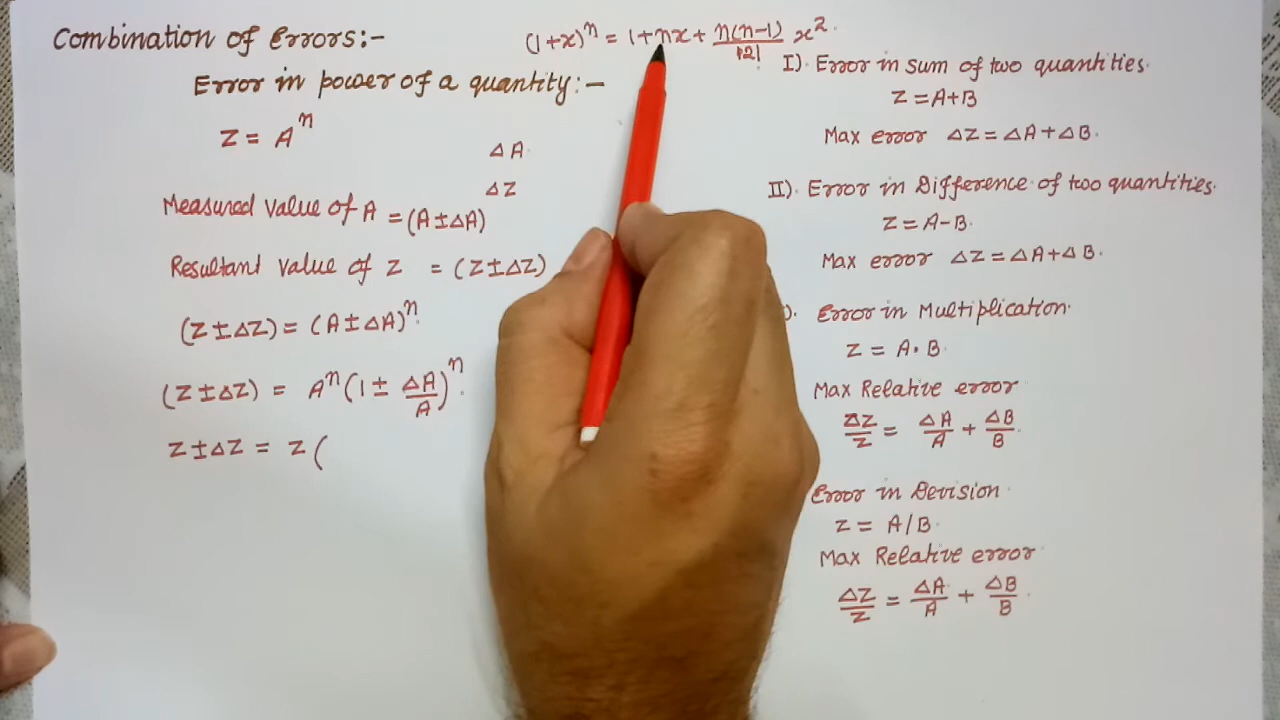 Combination of Errors:-
Error in power of a quantity:-
Z = Aⁿ
ΔA
ΔZ
Measured value of A = (A±ΔA)
Resultant value of Z = (Z±ΔZ)
(Z±ΔZ) = (A±ΔA)ⁿ
(Z±ΔZ) = Aⁿ(1± ΔA/A)ⁿ
Z±ΔZ = Z (
(1+x)ⁿ = 1+nx+ n(n-1)/2! x²
I). Error in sum of two quantities.
Z = A+B
Max error ΔZ = ΔA+ΔB.
II). Error in Difference of two quantities.
Z = A-B.
Max error ΔZ = ΔA+ΔB.
). Error in Multiplication.
Z = A·B.
Max Relative error
ΔZ/Z = ΔA/A + ΔB/B.
Error in Devision
Z = A/B.
Max Relative error
ΔZ/Z = ΔA/A + ΔB/B.